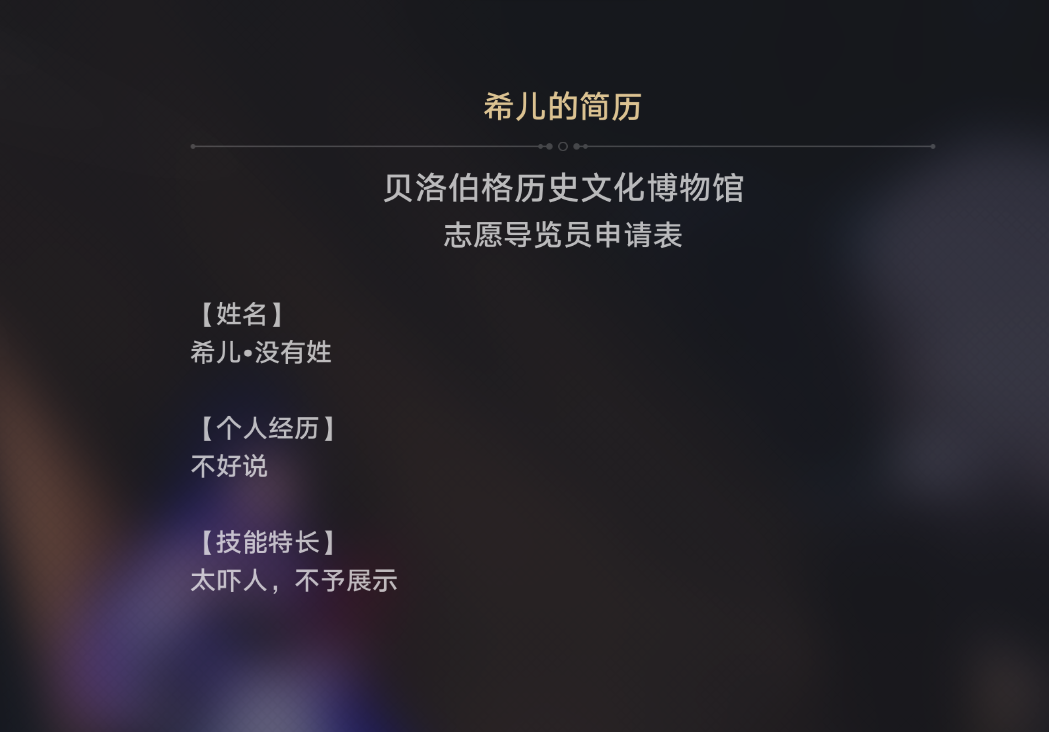 希儿的简历
贝洛伯格历史文化博物馆
志愿导览员申请表
【姓名】
希儿•没有姓
【个人经历】
不好说
【技能特长】
太吓人，不予展示